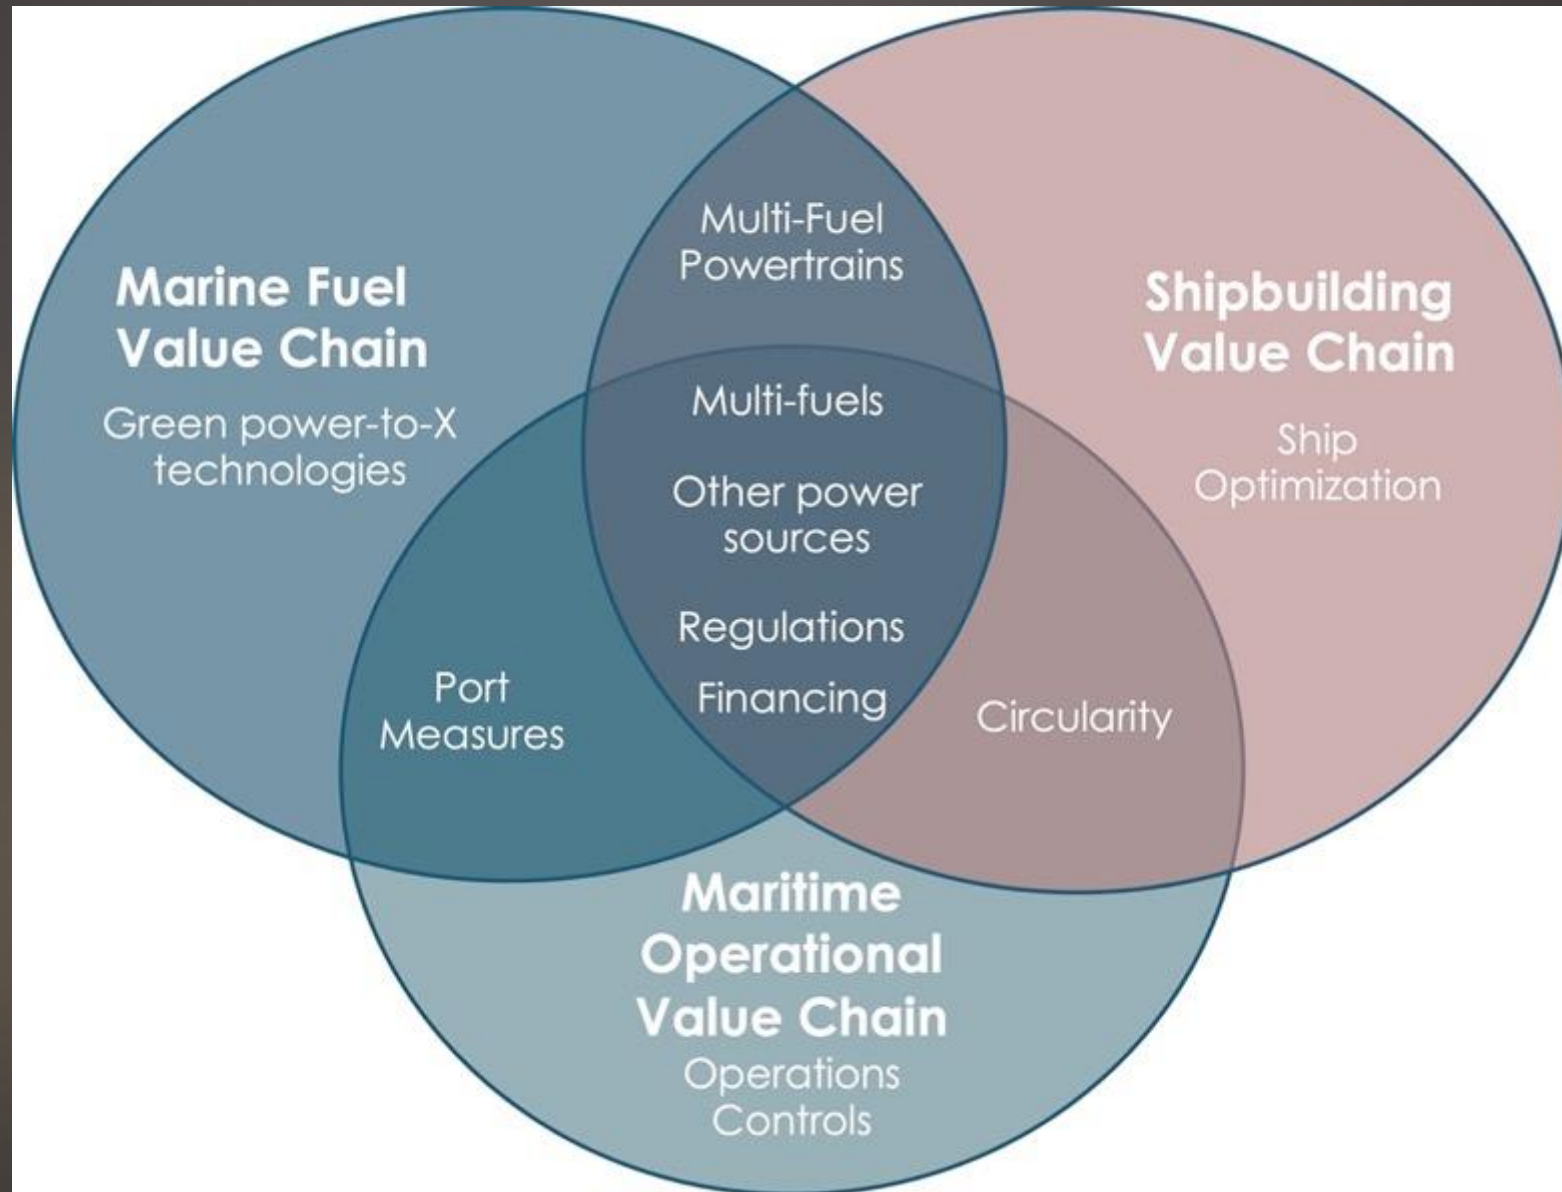 Marine Fuel
Value Chain
Green power-to-X
technologies
Multi-Fuel
Powertrains
Shipbuilding
Value Chain
Ship
Optimization
Multi-fuels
Other power
sources
Regulations
Financing
Port
Measures
Circularity
Maritime
Operational
Value Chain
Operations
Controls